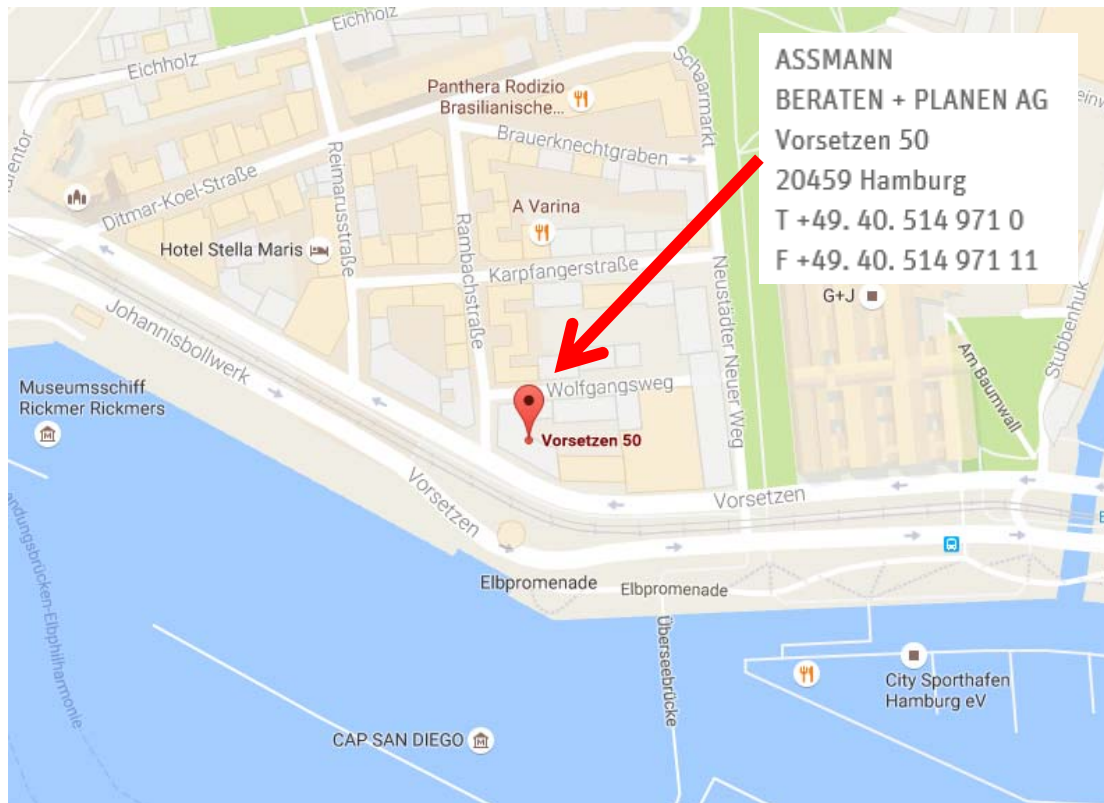 Eichholz
Eichholz
Schaarmarkt
ASSMANN
BERATEN + PLANEN AG
Vorsetzen 50
20459 Hamburg
T +49. 40. 514 971 0
F +49. 40. 514 971 11
Panthera Rodizio
Brasilianische...
Brauerknechtgraben
Reimarusstraße
Ditmar-Koel-Straße
A Varina
Hotel Stella Maris
Rambachstraße
Karpfangerstraße
Neustädter Neuer Weg
G+J
Stubbenhuk
Am Baumwall
Johannisbollwerk
Museumsschiff
Rickmer Rickmers
Wolfgangsweg
Vorsetzen 50
Vorsetzen
Vorsetzen
Elbpromenade
Elbpromenade
Überseebrücke
City Sporthafen
Hamburg eV
CAP SAN DIEGO